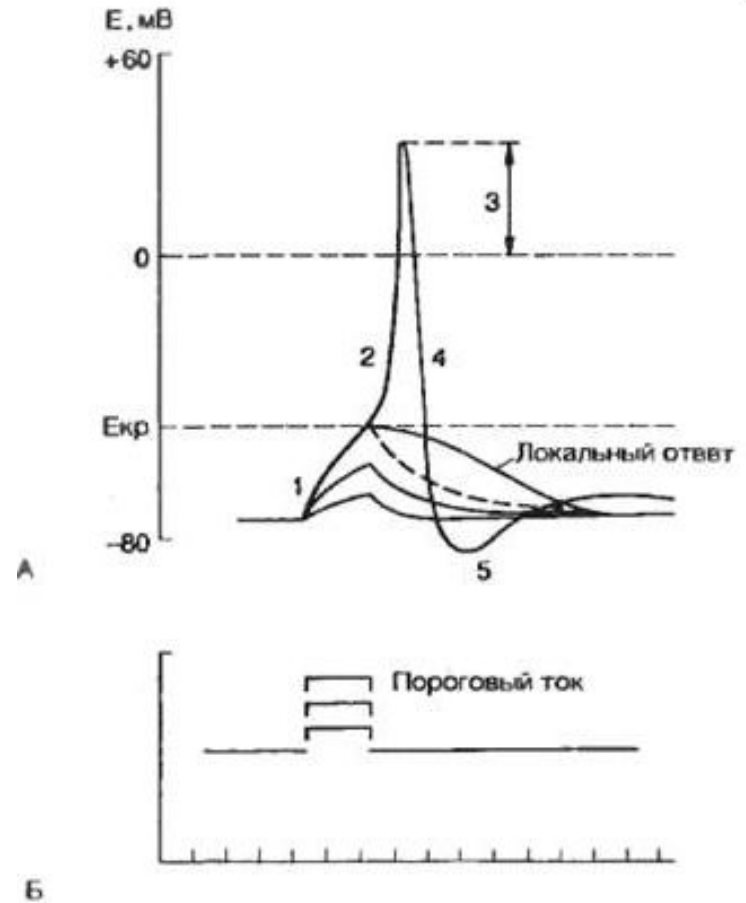 E, мВ
+60
3
0
2
4
Екр
Локальный ответ
1
–80
А
5
Пороговый ток
Б